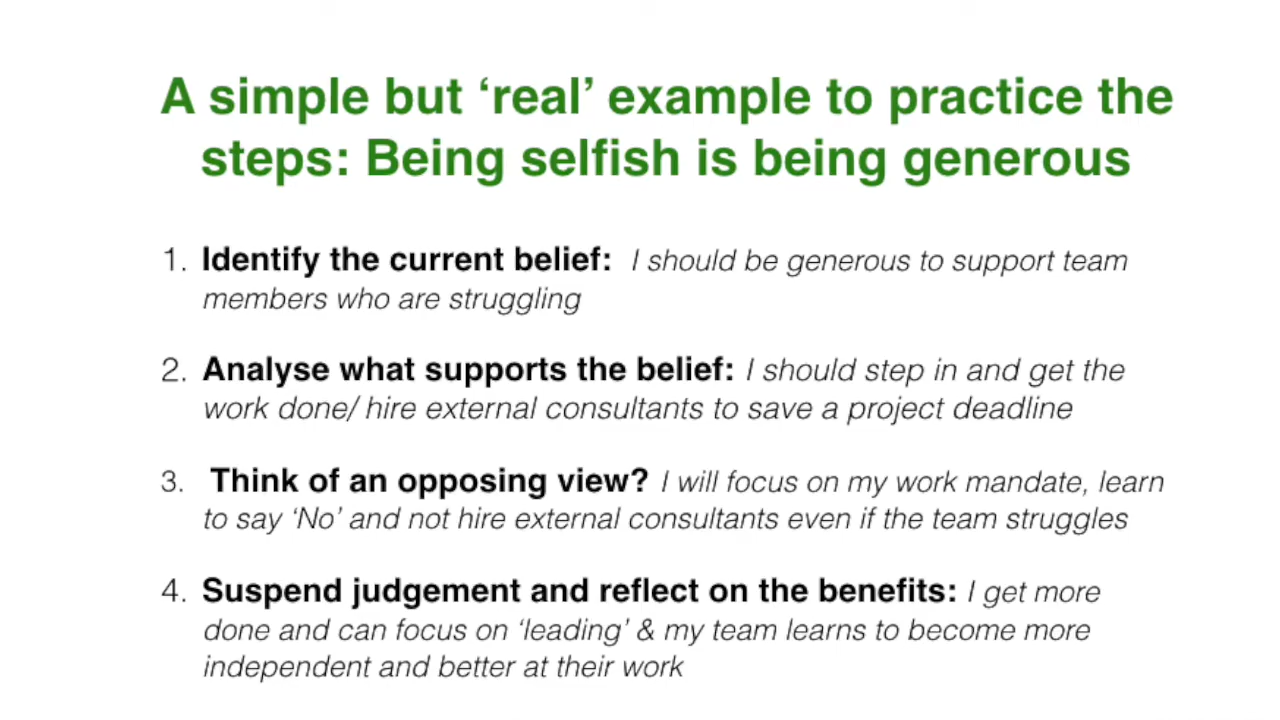 A simple but ‘real’ example to practice the
steps: Being selfish is being generous
1. Identify the current belief: I should be generous to support team
members who are struggling
2. Analyse what supports the belief: I should step in and get the
work done/ hire external consultants to save a project deadline
3. Think of an opposing view? I will focus on my work mandate, learn
to say ‘No’ and not hire external consultants even if the team struggles
4. Suspend judgement and reflect on the benefits: I get more
done and can focus on ‘leading’ & my team learns to become more
independent and better at their work